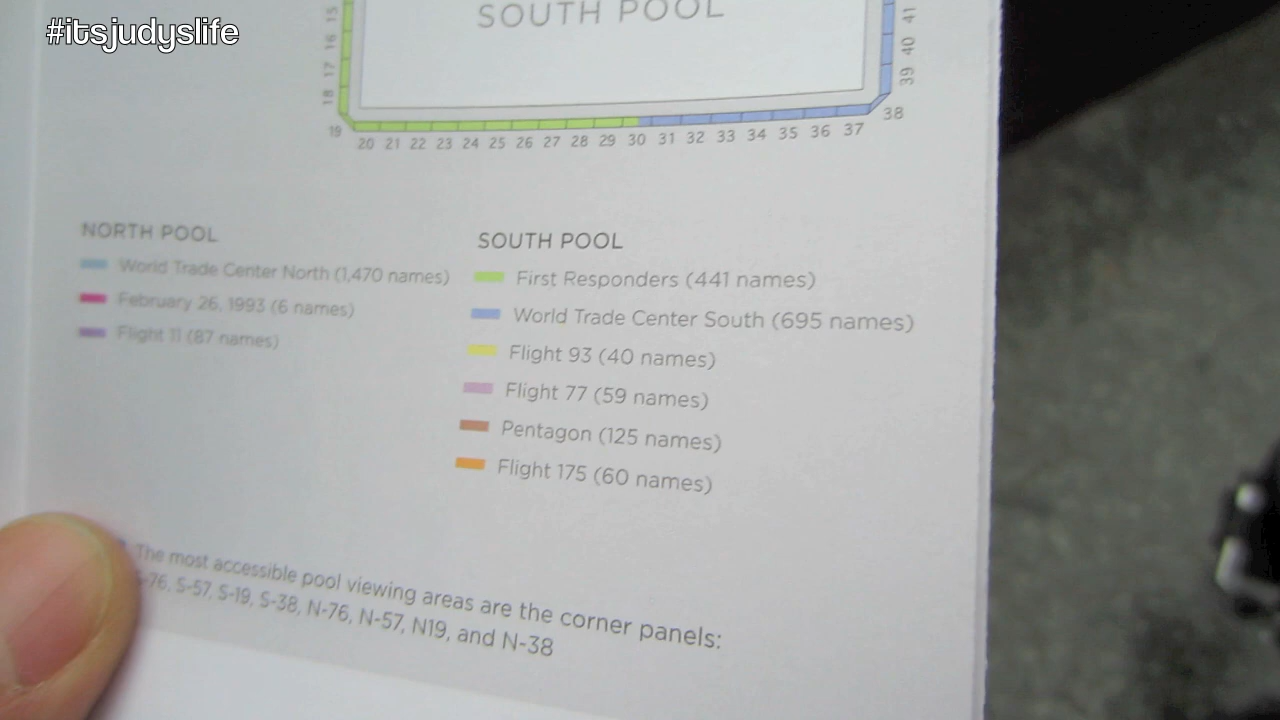 #itsjudyslife
SOUTH POOL
15
16
17
18
19
20 21 22 23 24 25 26 27 28 29 30 31 32 33 34 35 36 37
38
39
40
41
NORTH POOL
World Trade Center North (1,470 names)
February 26, 1993 (6 names)
Flight 11 (87 names)
SOUTH POOL
First Responders (441 names)
World Trade Center South (695 names)
Flight 93 (40 names)
Flight 77 (59 names)
Pentagon (125 names)
Flight 175 (60 names)
The most accessible pool viewing areas are the corner panels:
-76, S-57, S-19, S-38, N-76, N-57, N19, and N-38